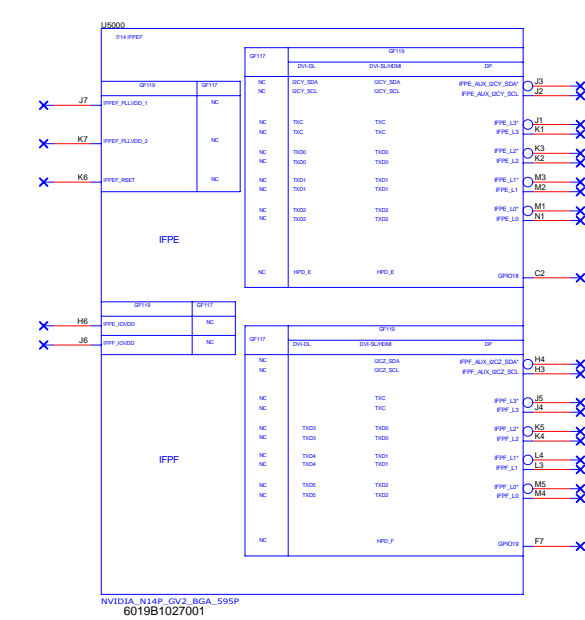 U5000
7/14 IFPEF
GF117 GF119
DVI-DL DVI-SL/HDMI DP
NC I2CY_SDA I2CY_SDA IFPE_AUX_I2CY_SDA* J3
NC I2CY_SCL I2CY_SCL IFPE_AUX_I2CY_SCL J2
GF119 GF117
J7 IFPEF_PLLVDD_1 NC
NC TXC TXC IFPE_L3* J1
NC TXC TXC IFPE_L3 K1
K7 IFPEF_PLLVDD_2 NC
NC TXD0 TXD0 IFPE_L2* K3
NC TXD0 TXD0 IFPE_L2 K2
K6 IFPEF_RSET NC
NC TXD1 TXD1 IFPE_L1* M3
NC TXD1 TXD1 IFPE_L1 M2
NC TXD2 TXD2 IFPE_L0* M1
NC TXD2 TXD2 IFPE_L0 N1
IFPE
NC HPD_E HPD_E GPIO18 C2
GF119 GF117
H6 IFPE_IOVDD NC
J6 IFPF_IOVDD NC
GF117 GF119
DVI-DL DVI-SL/HDMI DP
NC I2CZ_SDA IFPF_AUX_I2CZ_SDA* H4
NC I2CZ_SCL IFPF_AUX_I2CZ_SCL H3
NC TXC IFPF_L3* J5
NC TXC IFPF_L3 J4
NC TXD3 TXD0 IFPF_L2* K5
NC TXD3 TXD0 IFPF_L2 K4
NC TXD4 TXD1 IFPF_L1* L4
NC TXD4 TXD1 IFPF_L1 L3
IFPF
NC TXD5 TXD2 IFPF_L0* M5
NC TXD5 TXD2 IFPF_L0 M4
NC HPD_F GPIO19 F7
NVIDIA_N14P_GV2_BGA_595P
6019B1027001